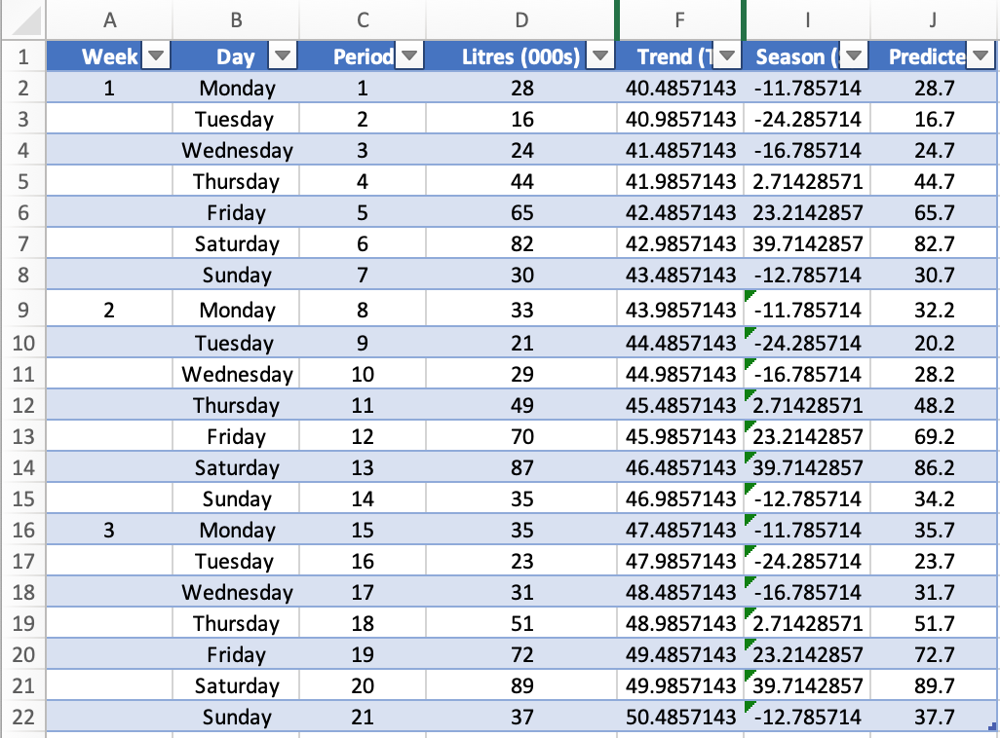 A B C D F I J
1 Week Day Period Litres (000s) Trend (T Season (S Predicte
2 1 Monday 1 28 40.4857143 -11.785714 28.7
3 Tuesday 2 16 40.9857143 -24.285714 16.7
4 Wednesday 3 24 41.4857143 -16.785714 24.7
5 Thursday 4 44 41.9857143 2.71428571 44.7
6 Friday 5 65 42.4857143 23.2142857 65.7
7 Saturday 6 82 42.9857143 39.7142857 82.7
8 Sunday 7 30 43.4857143 -12.785714 30.7
9 2 Monday 8 33 43.9857143 -11.785714 32.2
10 Tuesday 9 21 44.4857143 -24.285714 20.2
11 Wednesday 10 29 44.9857143 -16.785714 28.2
12 Thursday 11 49 45.4857143 2.71428571 48.2
13 Friday 12 70 45.9857143 23.2142857 69.2
14 Saturday 13 87 46.4857143 39.7142857 86.2
15 Sunday 14 35 46.9857143 -12.785714 34.2
16 3 Monday 15 35 47.4857143 -11.785714 35.7
17 Tuesday 16 23 47.9857143 -24.285714 23.7
18 Wednesday 17 31 48.4857143 -16.785714 31.7
19 Thursday 18 51 48.9857143 2.71428571 51.7
20 Friday 19 72 49.4857143 23.2142857 72.7
21 Saturday 20 89 49.9857143 39.7142857 89.7
22 Sunday 21 37 50.4857143 -12.785714 37.7